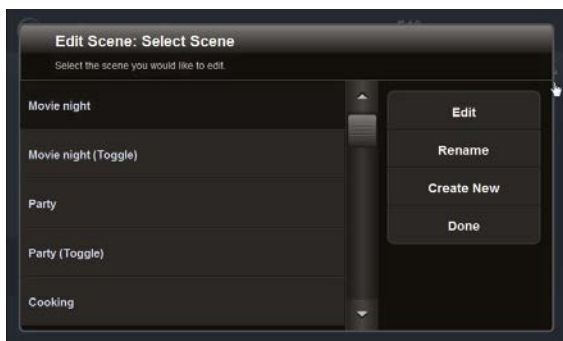 Edit Scene: Select Scene
Select the scene you would like to edit.
Movie night
Movie night (Toggle)
Party
Party (Toggle)
Cooking
Edit
Rename
Create New
Done